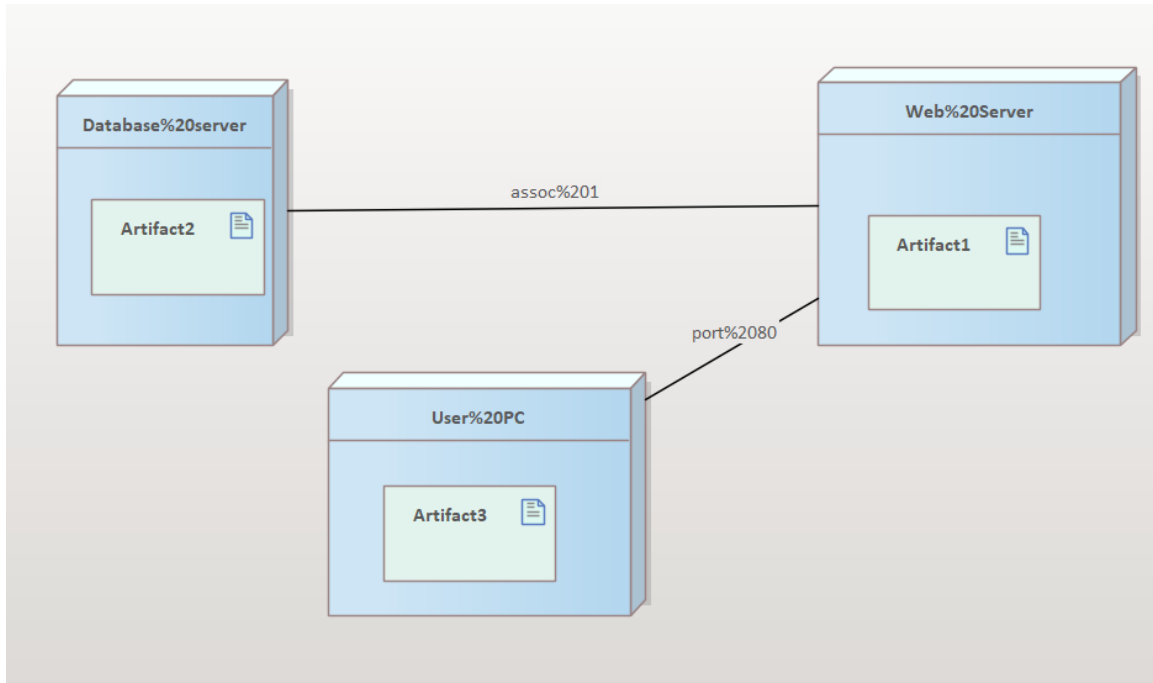 Database%20server
Web%20Server
assoc%201
Artifact2
Artifact1
port%2080
User%20PC
Artifact3